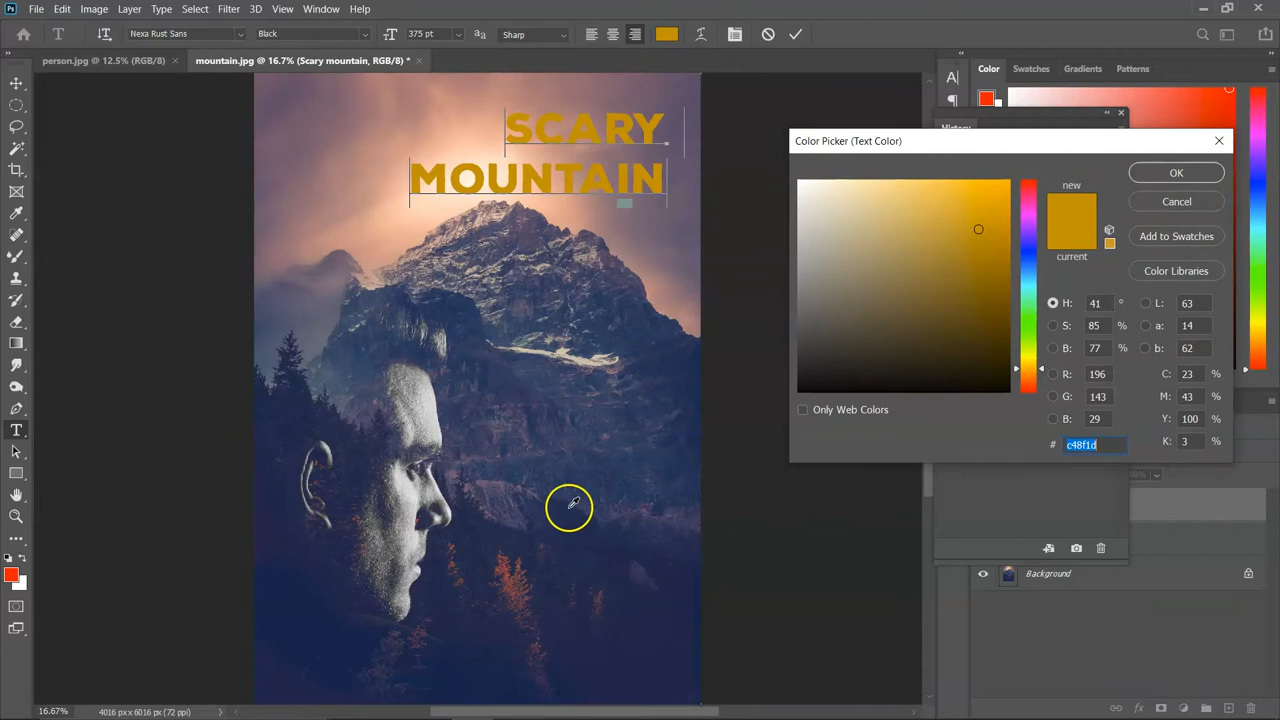 Ps File Edit Image Layer Type Select Filter 3D View Window Help
T Nexa Rust Sans Black 375 pt Sharp
person.jpg @ 12.5% (RGB/8) × mountain.jpg @ 16.7% (Scary mountain, RGB/8) * ×
Color Swatches Gradients Patterns
History
SCARY
MOUNTAIN
Color Picker (Text Color)
new
current
OK
Cancel
Add to Swatches
Color Libraries
H: 41 ° L: 63
S: 85 % a: 14
B: 77 % b: 62
R: 196 C: 23 %
G: 143 M: 43 %
B: 29 Y: 100 %
# c48f1d K: 3 %
Only Web Colors
Background
16.67% 4016 px x 6016 px (72 ppi)